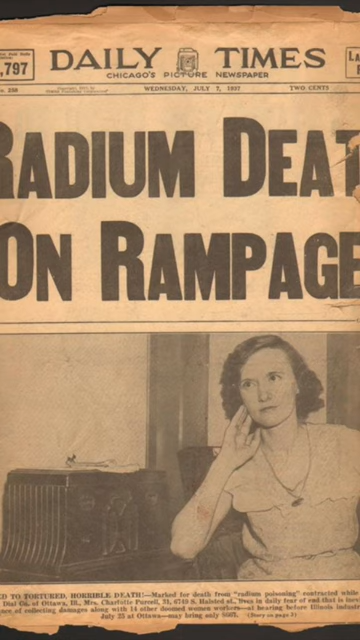 ,797
DAILY TIMES
CHICAGO'S PICTURE NEWSPAPER
WEDNESDAY, JULY 7, 1937
TWO CENTS
RADIUM DEAT
ON RAMPAGE
ED TO TORTURED, HORRIBLE DEATH!—Marked for death from "radium poisoning" contracted while
Dial Co. of Ottawa, Ill., Mrs. Charlotte Purcell, 31, 6749 S. Halsted st., lives in daily fear of end that is
nce of collecting damages along with 14 other doomed women workers—at hearing before Illinois
July 23 at Ottawa—may bring only (Story on page 3)